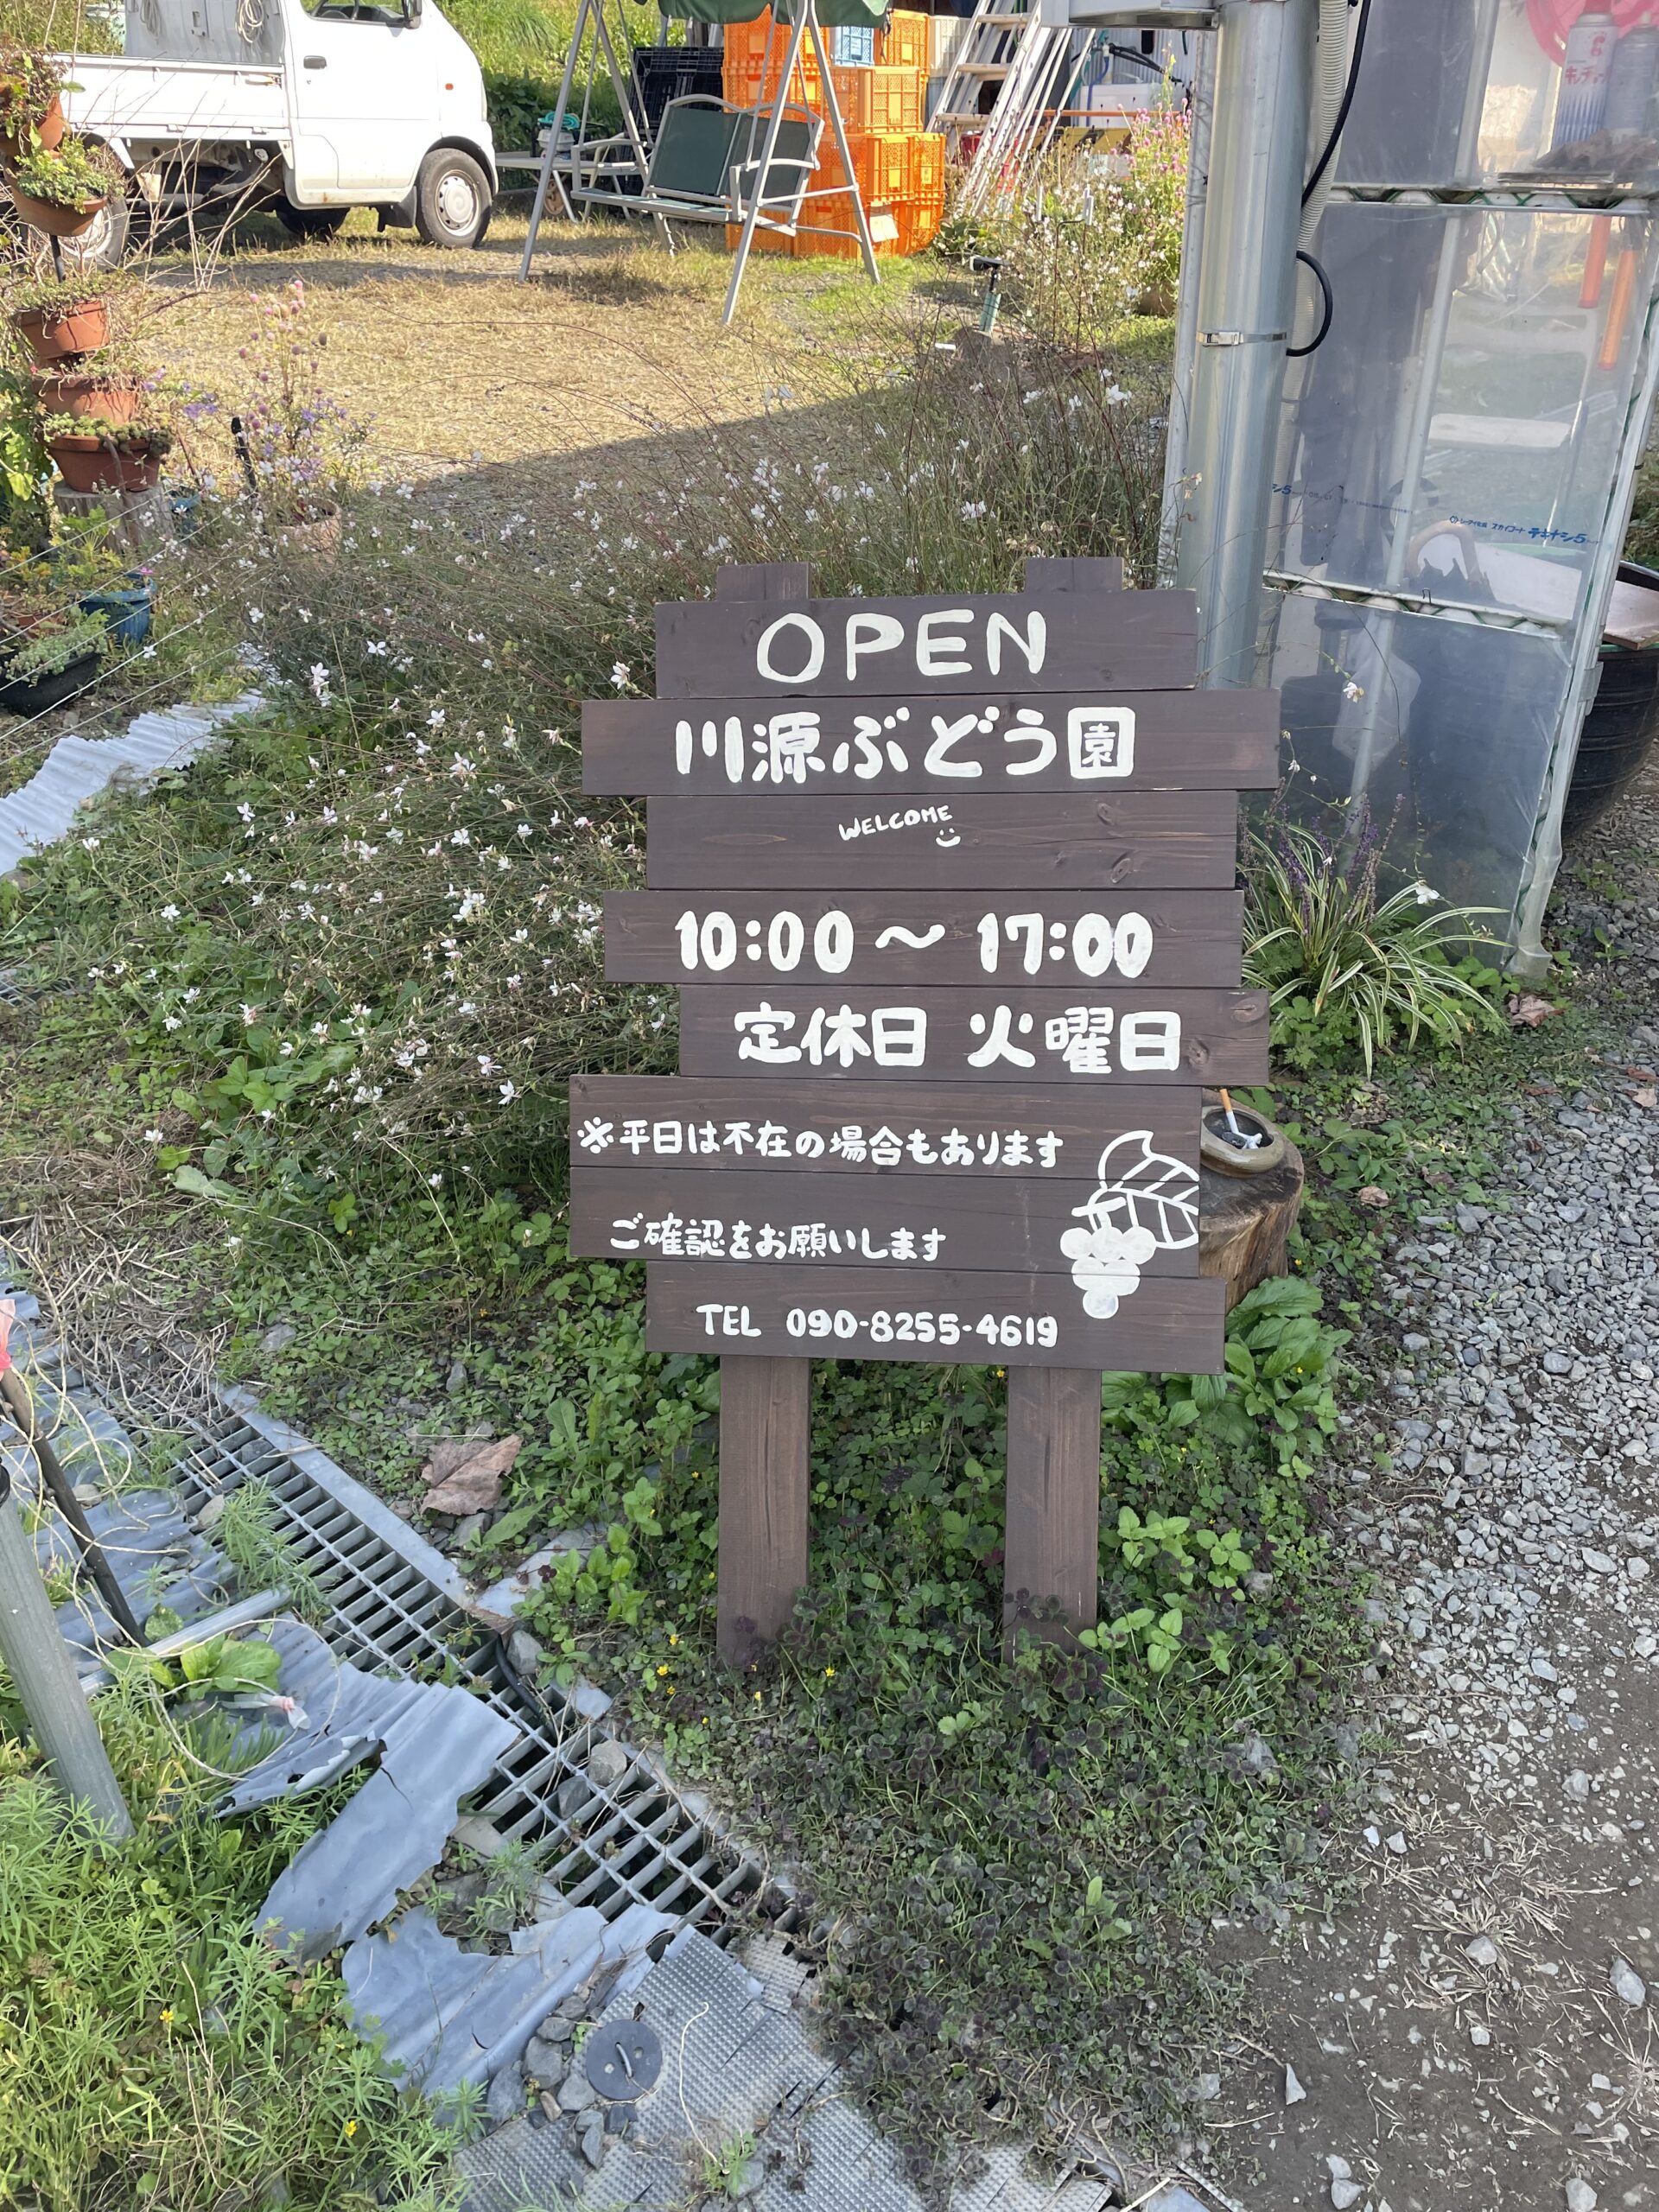 OPEN
川源ぶどう園
WELCOME
10:00 〜 17:00
定休日 火曜日
※平日は不在の場合もあります
ご確認をお願いします
TEL 090-8255-4619